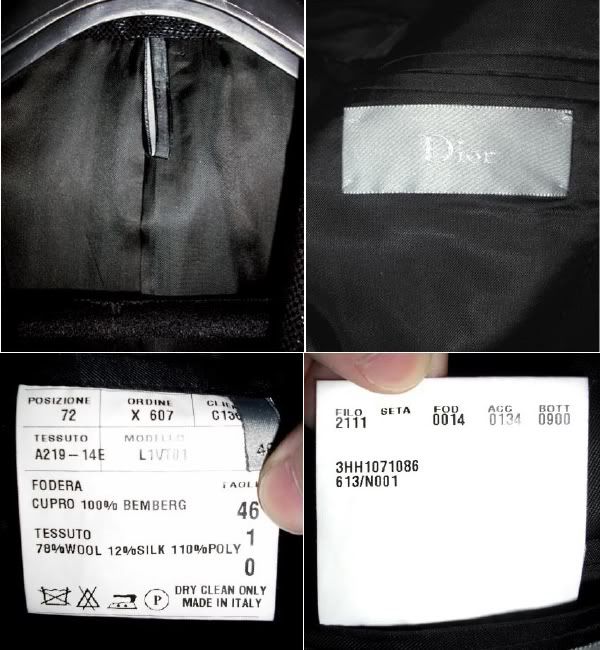 Dior
POSIZIONE ORDINE
72 X 607
TESSUTO MODELLO
A219-14E L1VT01
FODERA
CUPRO 100% BEMBERG 46
TESSUTO 1
78%WOOL 12%SILK 110%POLY
0
DRY CLEAN ONLY
P MADE IN ITALY
FILO SETA FOD ACC BOTT
2111 0014 0134 0900
3HH1071086
613/N001